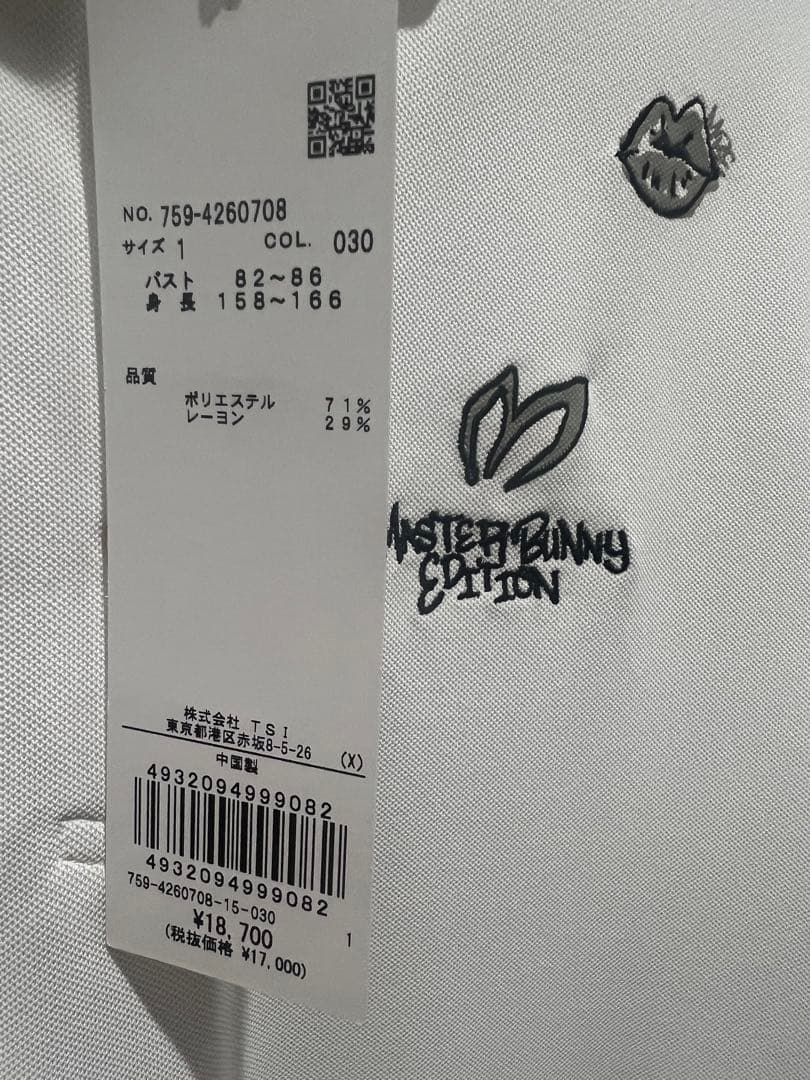 NO. 759-4260708
サイズ 1 COL. 030
バスト 82～86
身長 158～166
品質
ポリエステル 71%
レーヨン 29%
株式会社 TSI
東京都港区赤坂8-5-26 (X)
中国製
4932094999082
4932094999082
759-4260708-15-030
¥18,700 1
(税抜価格 ¥17,000)
MASTER BUNNY
EDITION